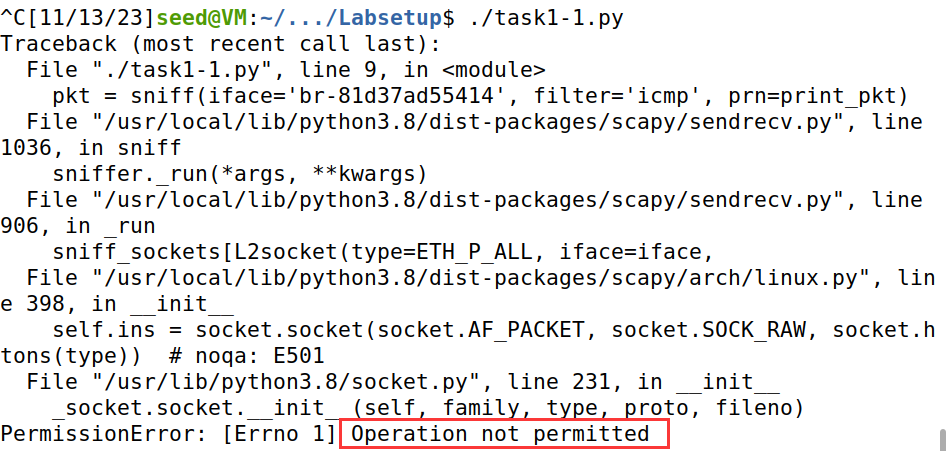 ^C[11/13/23]seed@VM:~/.../Labsetup$ ./task1-1.py
Traceback (most recent call last):
  File "./task1-1.py", line 9, in <module>
    pkt = sniff(iface='br-81d37ad55414', filter='icmp', prn=print_pkt)
  File "/usr/local/lib/python3.8/dist-packages/scapy/sendrecv.py", line
1036, in sniff
    sniffer._run(*args, **kwargs)
  File "/usr/local/lib/python3.8/dist-packages/scapy/sendrecv.py", line
906, in _run
    sniff_sockets[L2socket(type=ETH_P_ALL, iface=iface,
  File "/usr/local/lib/python3.8/dist-packages/scapy/arch/linux.py", lin
e 398, in __init__
    self.ins = socket.socket(socket.AF_PACKET, socket.SOCK_RAW, socket.h
tons(type))  # noqa: E501
  File "/usr/lib/python3.8/socket.py", line 231, in __init__
    _socket.socket.__init__(self, family, type, proto, fileno)
PermissionError: [Errno 1] Operation not permitted